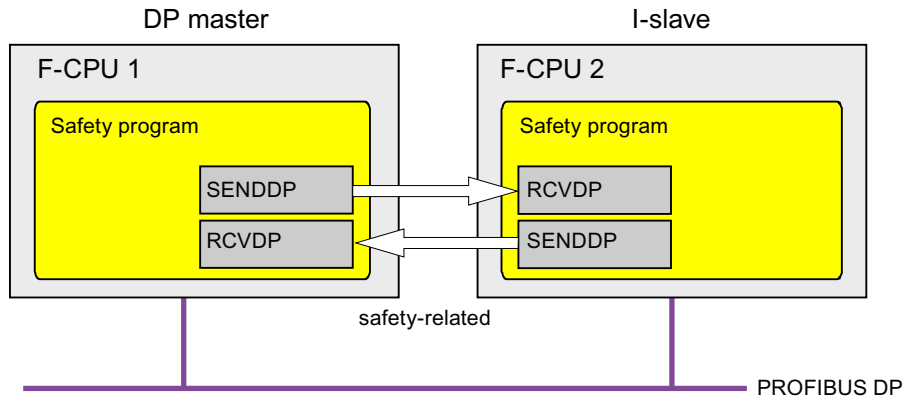 DP master
I-slave
F-CPU 1
F-CPU 2
Safety program
Safety program
SENDDP
RCVDP
RCVDP
SENDDP
safety-related
PROFIBUS DP